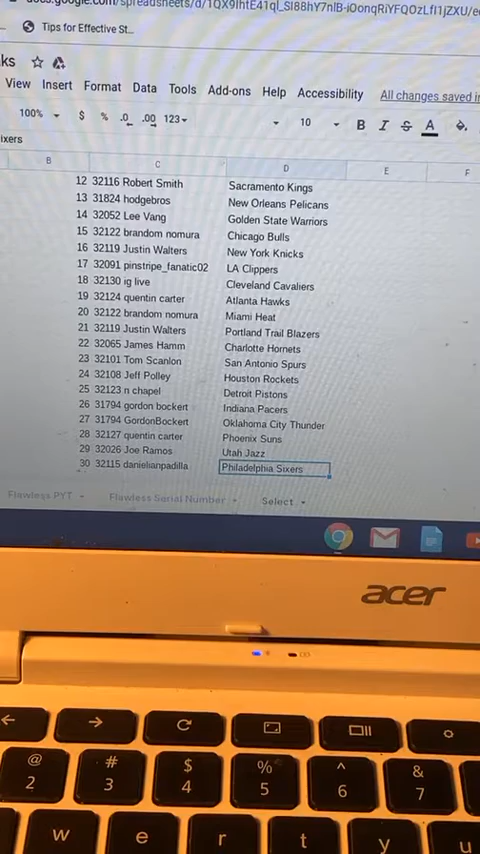 docs.google.com/spreadsheets/d/1QX9IhtE41ql_SI88hY7nIB-iOonqRiYFQOzLfI1jZXU/e
Tips for Effective St...
ks
View Insert Format Data Tools Add-ons Help Accessibility All changes saved i
100% $ % .0 .00 123 10 B I S A
ixers
B C D E F
12 32116 Robert Smith Sacramento Kings
13 31824 hodgebros New Orleans Pelicans
14 32052 Lee Vang Golden State Warriors
15 32122 brandom nomura Chicago Bulls
16 32119 Justin Walters New York Knicks
17 32091 pinstripe_fanatic02 LA Clippers
18 32130 ig live Cleveland Cavaliers
19 32124 quentin carter Atlanta Hawks
20 32122 brandom nomura Miami Heat
21 32119 Justin Walters Portland Trail Blazers
22 32065 James Hamm Charlotte Hornets
23 32101 Tom Scanlon San Antonio Spurs
24 32108 Jeff Polley Houston Rockets
25 32123 n chapel Detroit Pistons
26 31794 gordon bockert Indiana Pacers
27 31794 GordonBockert Oklahoma City Thunder
28 32127 quentin carter Phoenix Suns
29 32026 Joe Ramos Utah Jazz
30 32115 danielianpadilla Philadelphia Sixers
Flawless PYT Flawless Serial Number Select
acer
@ # $ % ^ &
2 3 4 5 6 7
w e r t y u